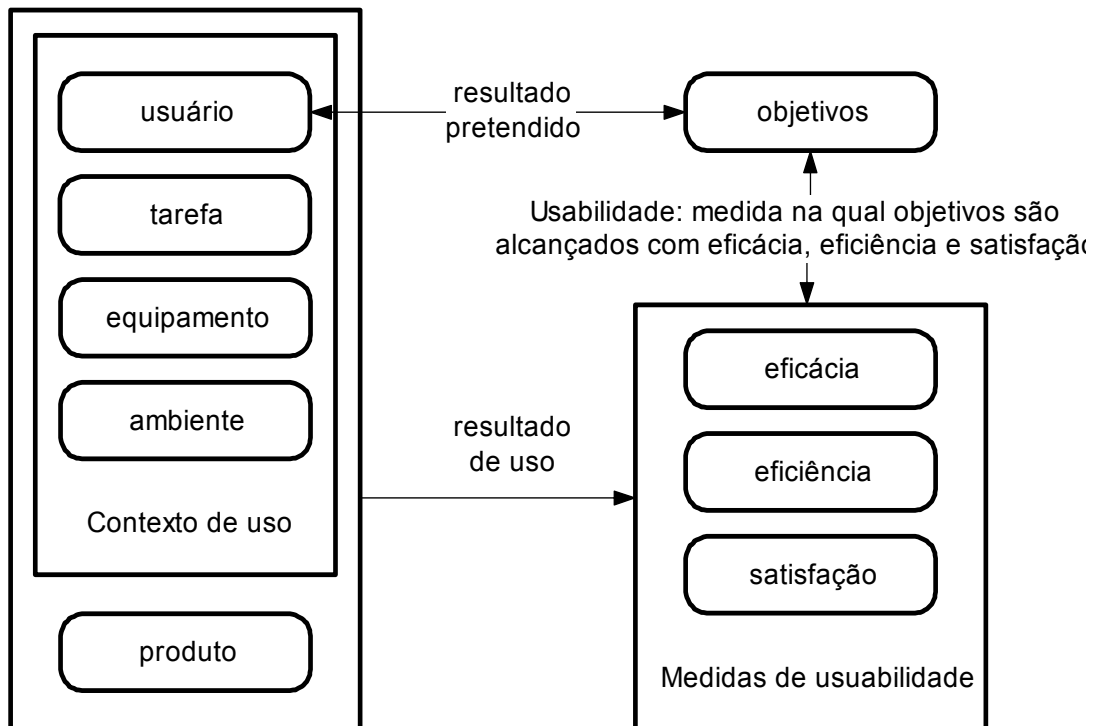 usuário
tarefa
equipamento
ambiente
Contexto de uso
produto
resultado
pretendido
objetivos
Usabilidade: medida na qual objetivos são
alcançados com eficácia, eficiência e satisfação
resultado
de uso
eficácia
eficiência
satisfação
Medidas de usuabilidade